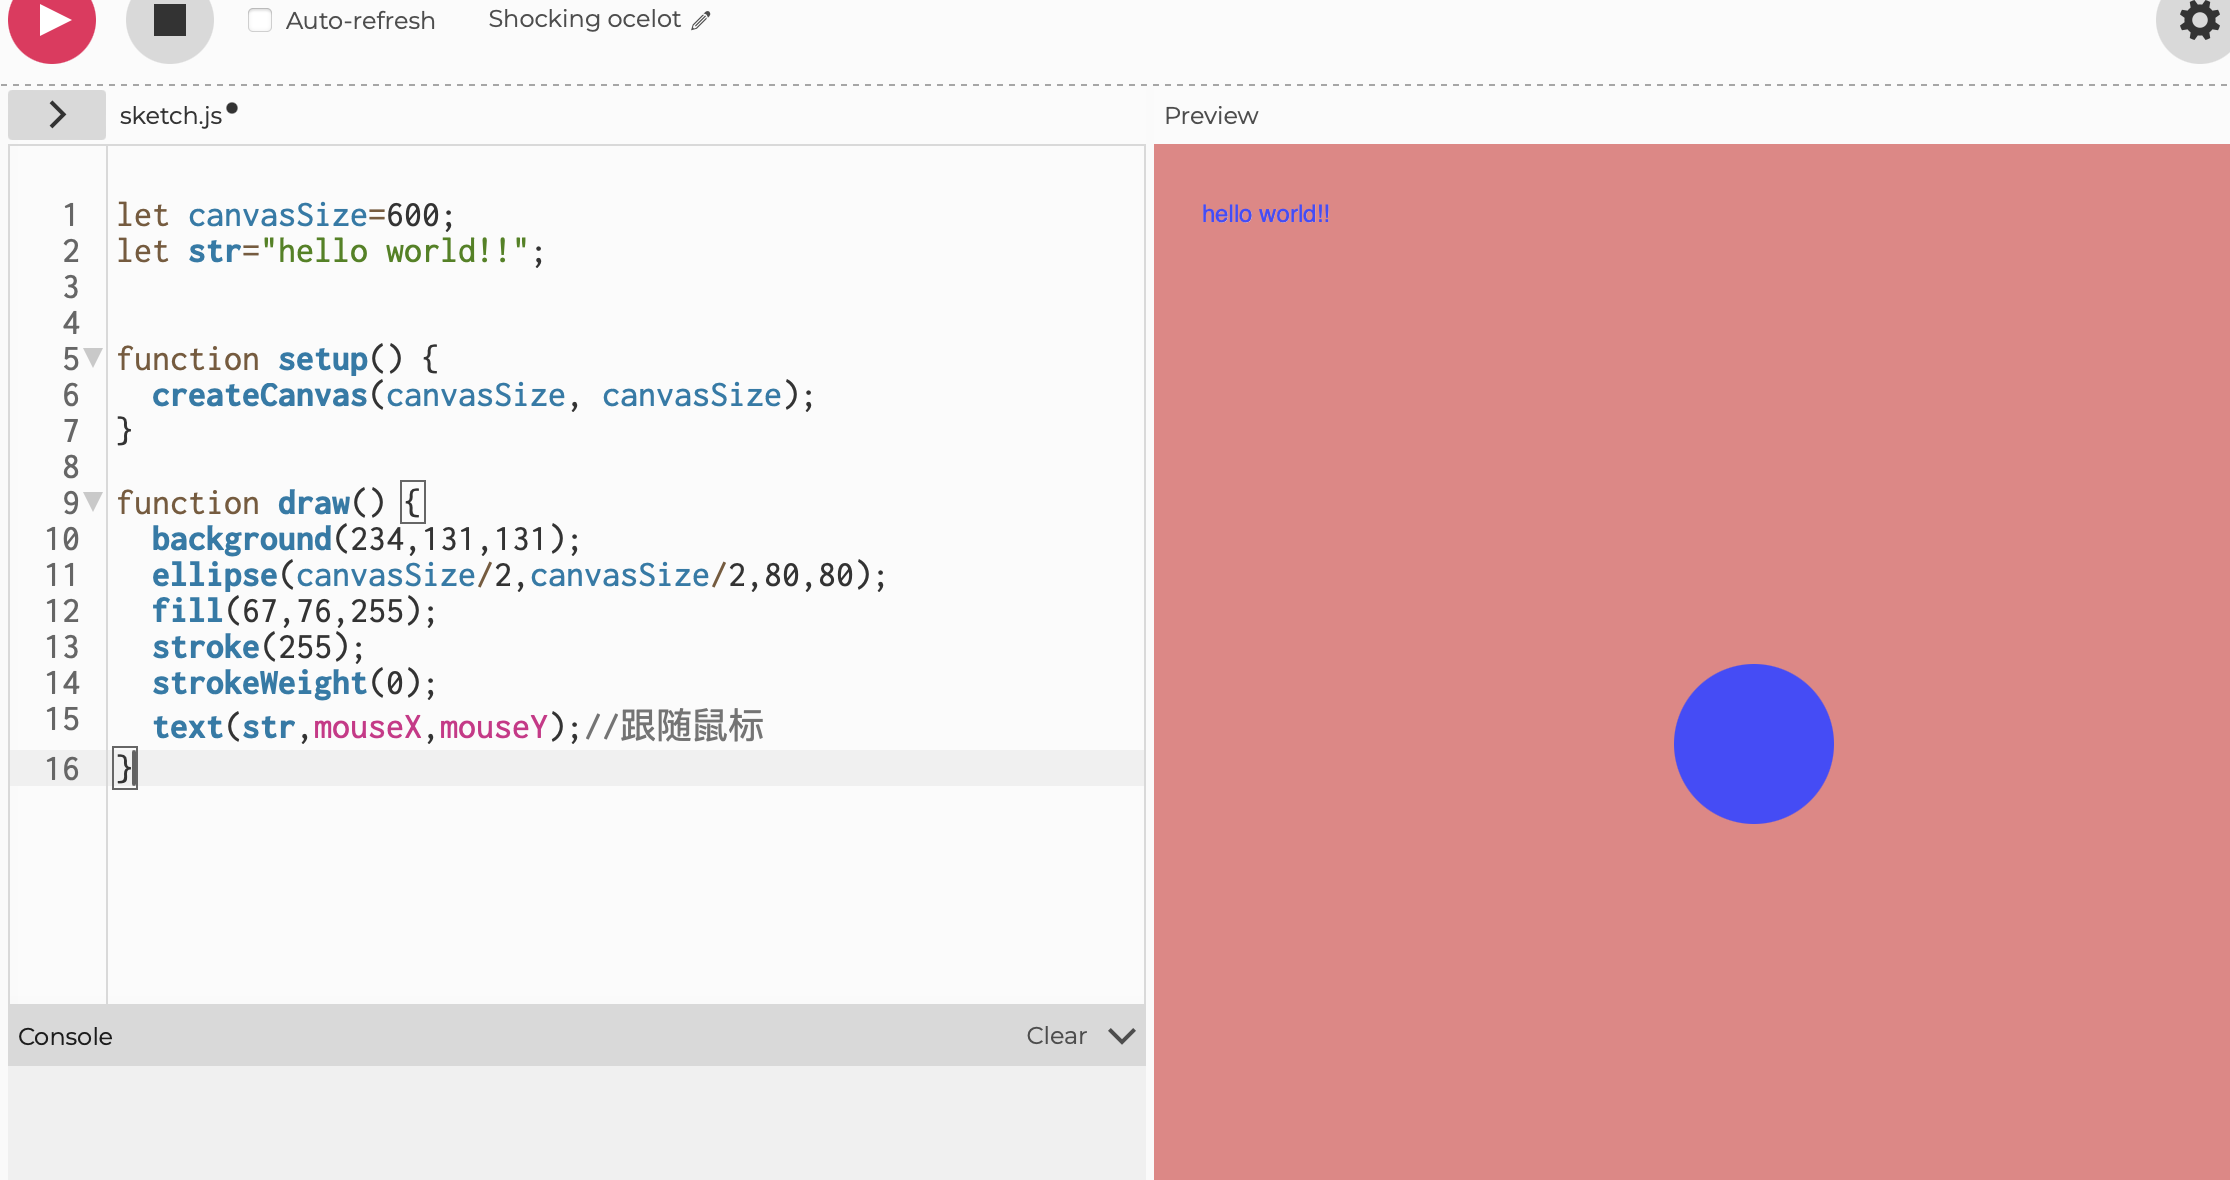 Auto-refresh
Shocking ocelot
sketch.js
Preview
1 let canvasSize=600;
2 let str="hello world!!";
3
4
5 function setup() {
6   createCanvas(canvasSize, canvasSize);
7 }
8
9 function draw() {
10   background(234,131,131);
11   ellipse(canvasSize/2,canvasSize/2,80,80);
12   fill(67,76,255);
13   stroke(255);
14   strokeWeight(0);
15   text(str,mouseX,mouseY);//跟随鼠标
16 }
Console
Clear
hello world!!